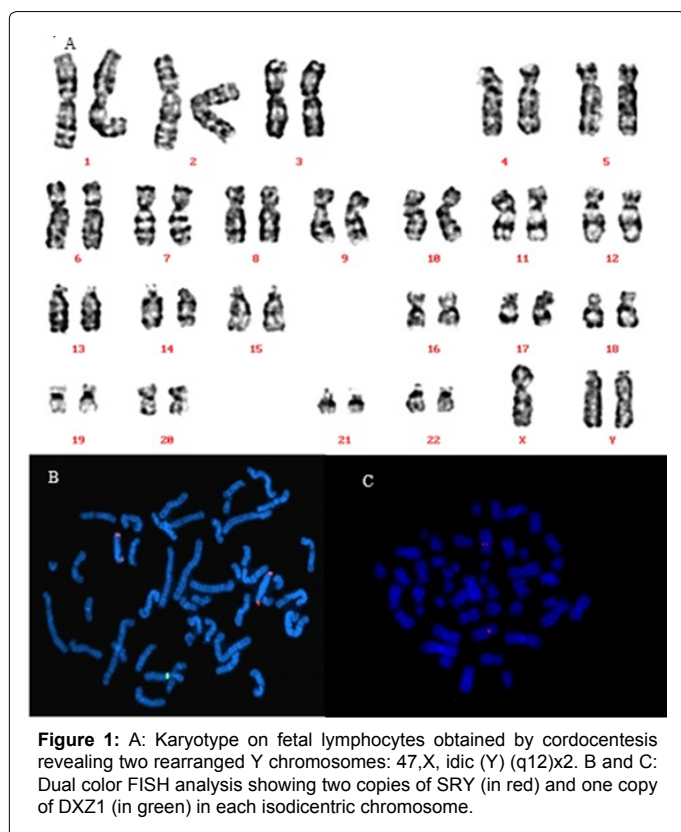 A
1 2 3 4 5
6 7 8 9 10 11 12
13 14 15 16 17 18
19 20 21 22 X Y
B C
Figure 1: A: Karyotype on fetal lymphocytes obtained by cordocentesis
revealing two rearranged Y chromosomes: 47,X, idic (Y) (q12)x2. B and C:
Dual color FISH analysis showing two copies of SRY (in red) and one copy
of DXZ1 (in green) in each isodicentric chromosome.